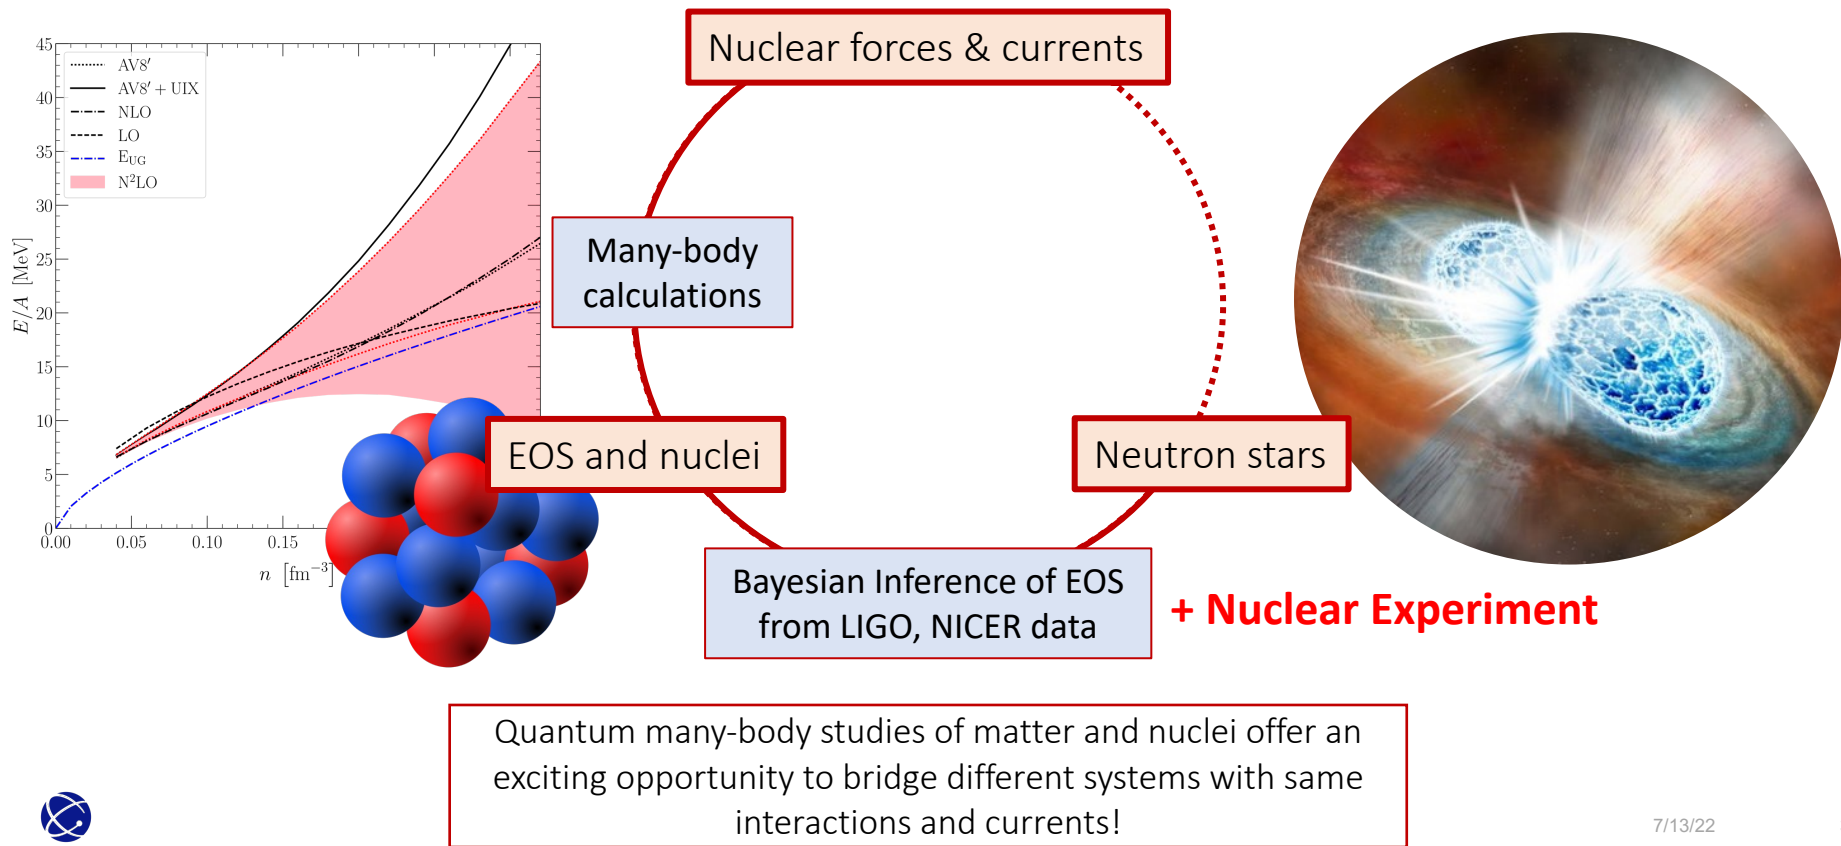 Nuclear forces & currents
45
40
35
30
25
20
15
10
5
0
E/A [MeV]
AV8′
AV8′ + UIX
NLO
LO
E_UG
N²LO
0.00 0.05 0.10 0.15
n [fm⁻³]
Many-body
calculations
EOS and nuclei
Neutron stars
Bayesian Inference of EOS
from LIGO, NICER data
+ Nuclear Experiment
Quantum many-body studies of matter and nuclei offer an
exciting opportunity to bridge different systems with same
interactions and currents!
7/13/22